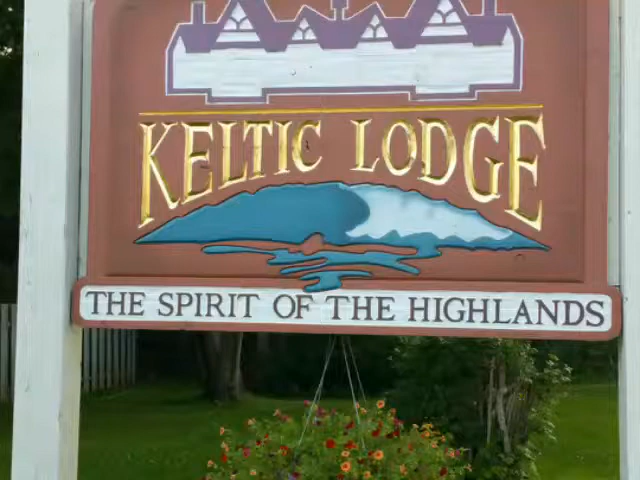 KELTIC LODGE
THE SPIRIT OF THE HIGHLANDS